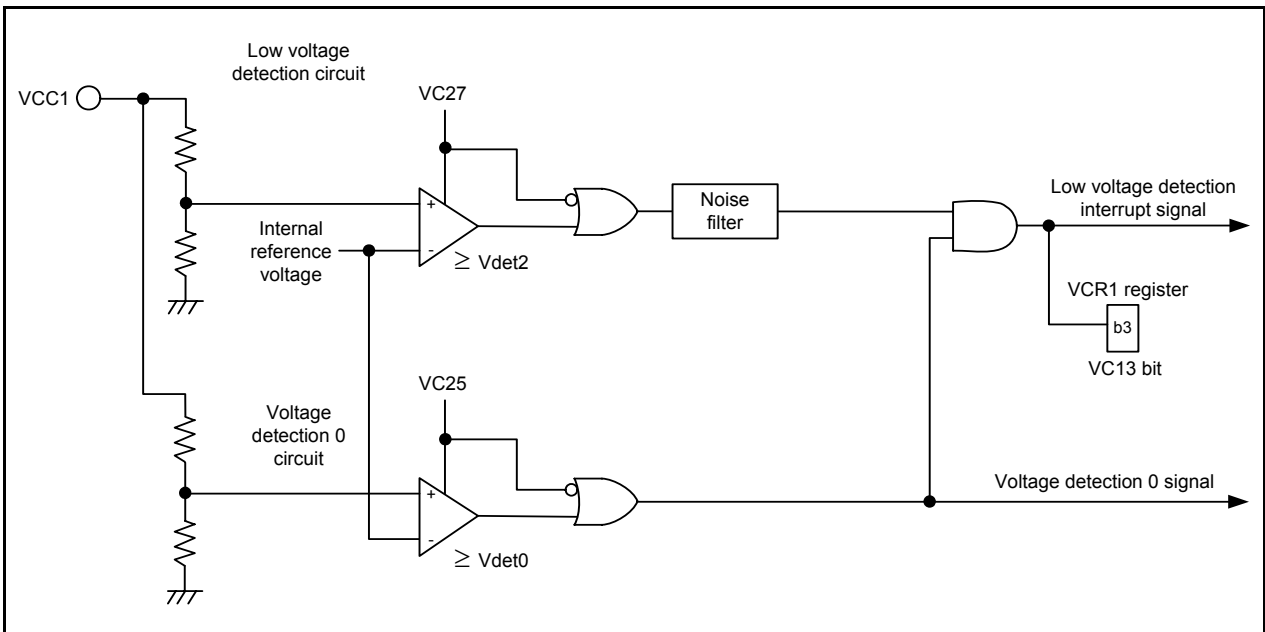 Low voltage
detection circuit
VCC1
VC27
+
-
≥ Vdet2
Internal
reference
voltage
Noise
filter
Low voltage detection
interrupt signal
VCR1 register
b3
VC13 bit
VC25
Voltage
detection 0
circuit
+
-
≥ Vdet0
Voltage detection 0 signal